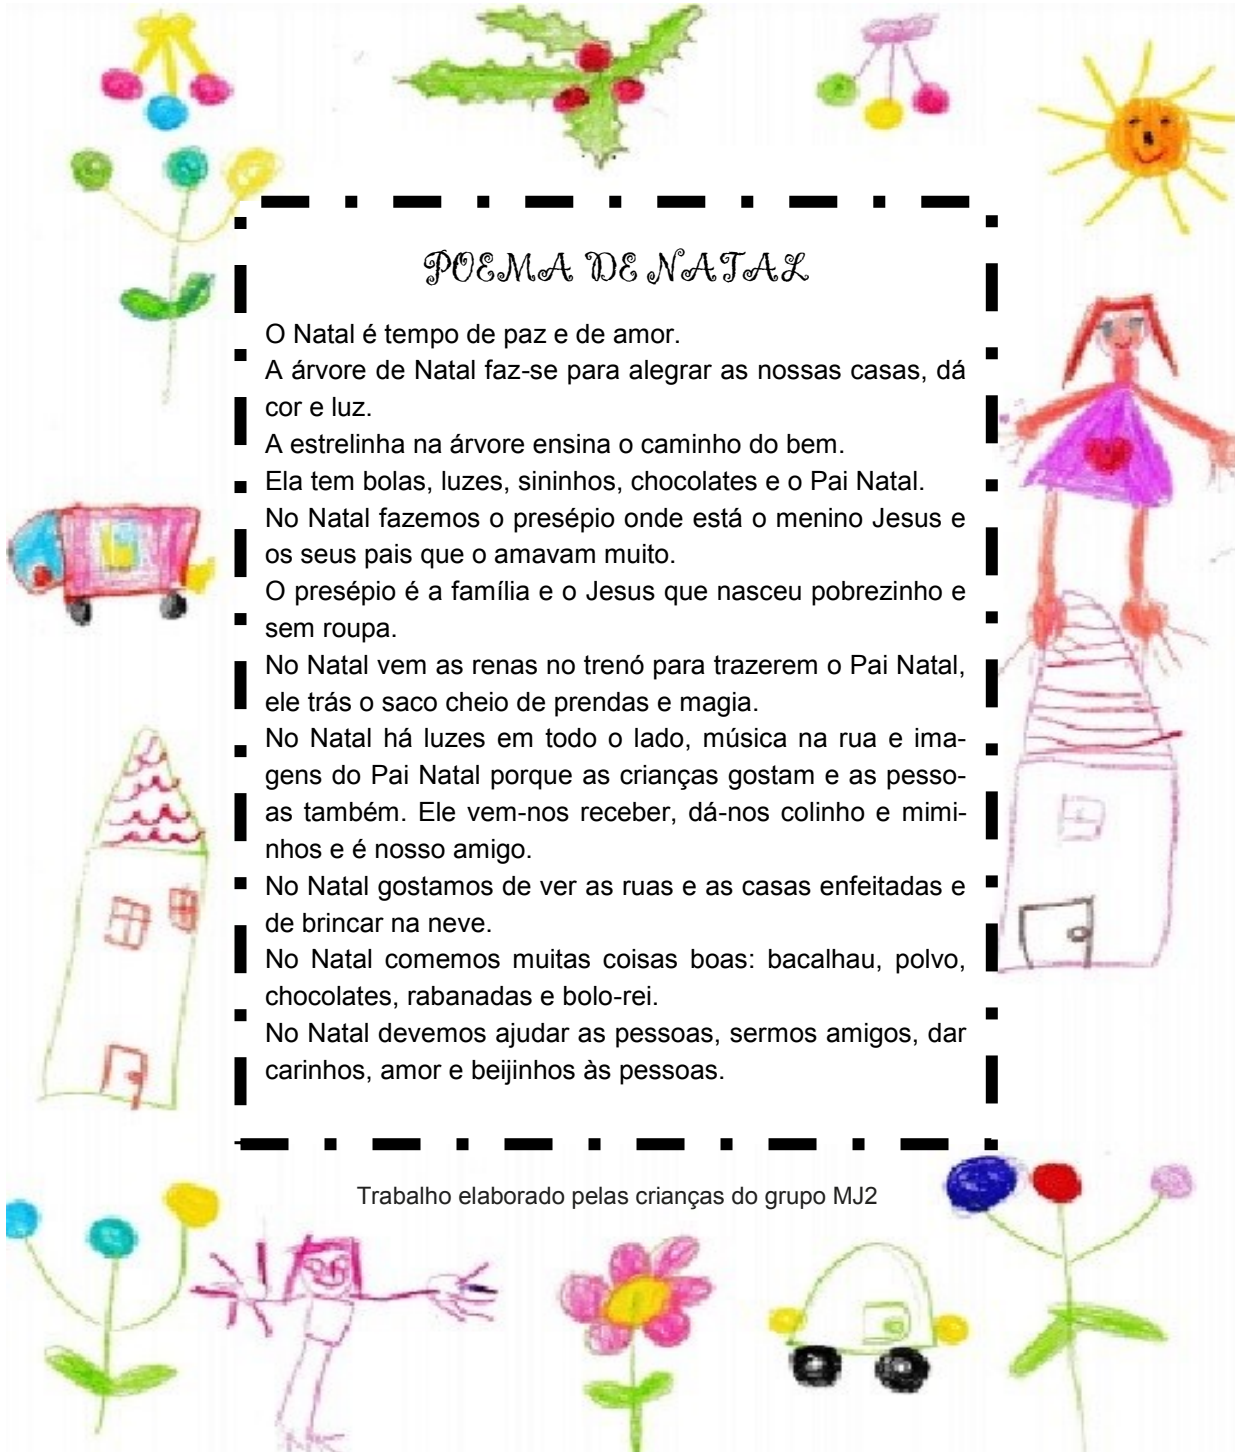 POEMA DE NATAL
O Natal é tempo de paz e de amor.
A árvore de Natal faz-se para alegrar as nossas casas, dá
cor e luz.
A estrelinha na árvore ensina o caminho do bem.
Ela tem bolas, luzes, sininhos, chocolates e o Pai Natal.
No Natal fazemos o presépio onde está o menino Jesus e
os seus pais que o amavam muito.
O presépio é a família e o Jesus que nasceu pobrezinho e
sem roupa.
No Natal vem as renas no trenó para trazerem o Pai Natal,
ele trás o saco cheio de prendas e magia.
No Natal há luzes em todo o lado, música na rua e ima-
gens do Pai Natal porque as crianças gostam e as pesso-
as também. Ele vem-nos receber, dá-nos colinho e mimi-
nhos e é nosso amigo.
No Natal gostamos de ver as ruas e as casas enfeitadas e
de brincar na neve.
No Natal comemos muitas coisas boas: bacalhau, polvo,
chocolates, rabanadas e bolo-rei.
No Natal devemos ajudar as pessoas, sermos amigos, dar
carinhos, amor e beijinhos às pessoas.
Trabalho elaborado pelas crianças do grupo MJ2